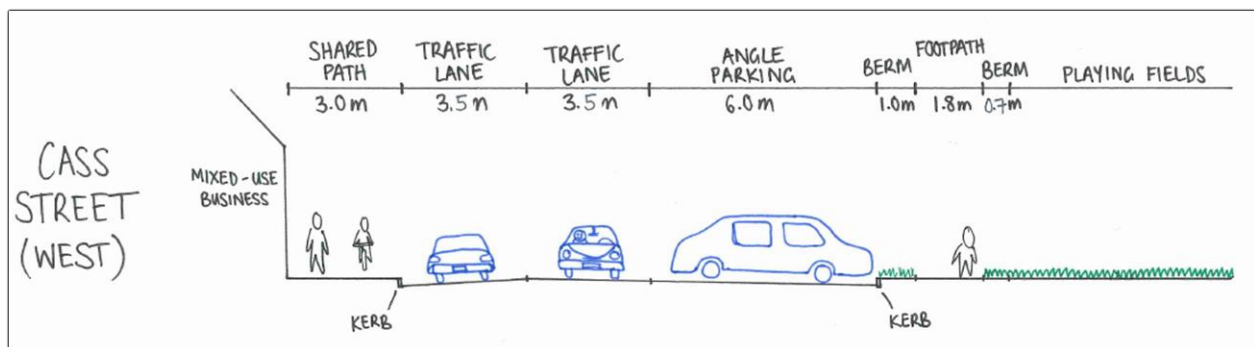 SHARED PATH
TRAFFIC LANE
TRAFFIC LANE
ANGLE PARKING
BERM
FOOTPATH
BERM
PLAYING FIELDS
3.0m
3.5m
3.5m
6.0m
1.0m
1.8m
0.7m
CASS
STREET
(WEST)
MIXED-USE
BUSINESS
KERB
KERB